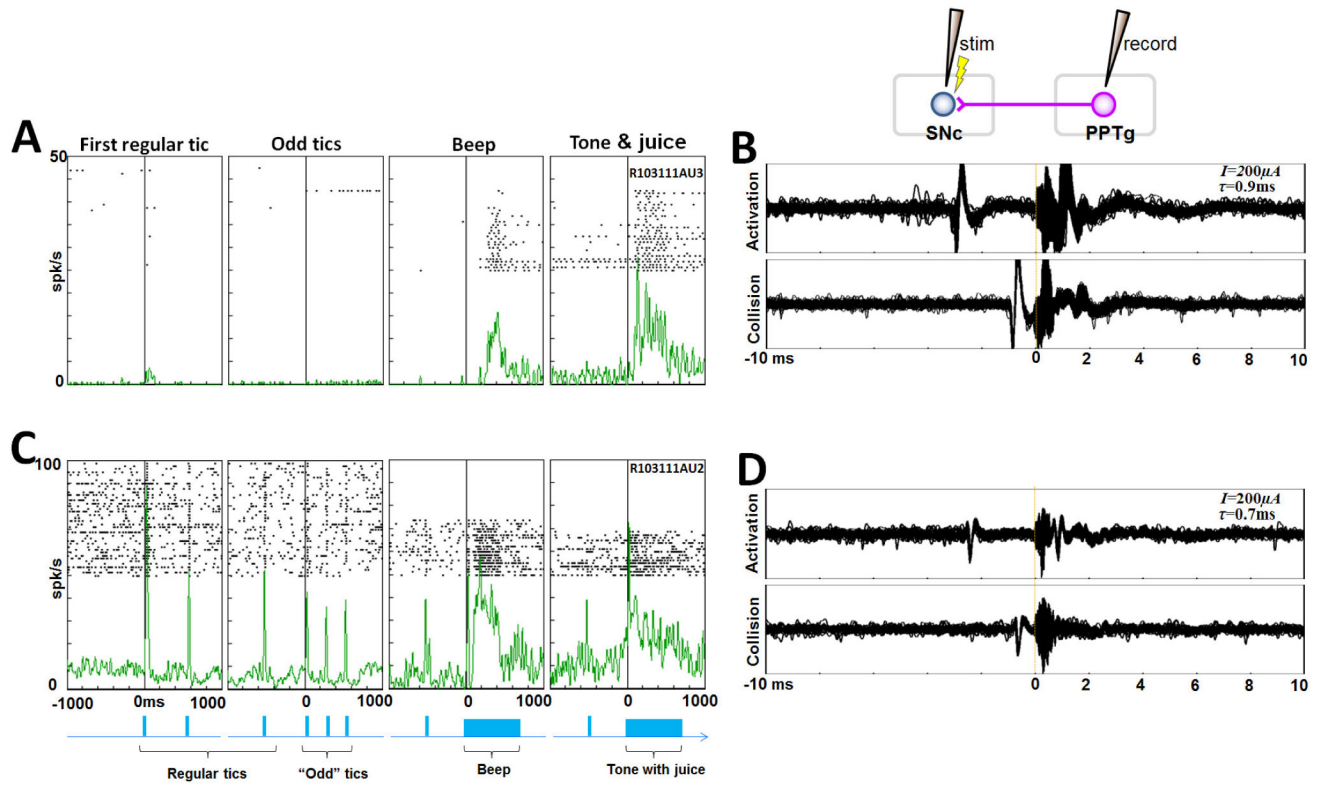 stim
record
SNc
PPTg
A
First regular tic
Odd tics
Beep
Tone & juice
50
spk/s
0
R103111AU3
B
Activation
I=200μA
τ=0.9ms
Collision
-10 ms
0
2
4
6
8
10
C
100
spk/s
0
R103111AU2
-1000
0ms
1000
0
1000
0
1000
0
1000
Regular tics
“Odd” tics
Beep
Tone with juice
D
Activation
I=200μA
τ=0.7ms
Collision
-10 ms
0
2
4
6
8
10